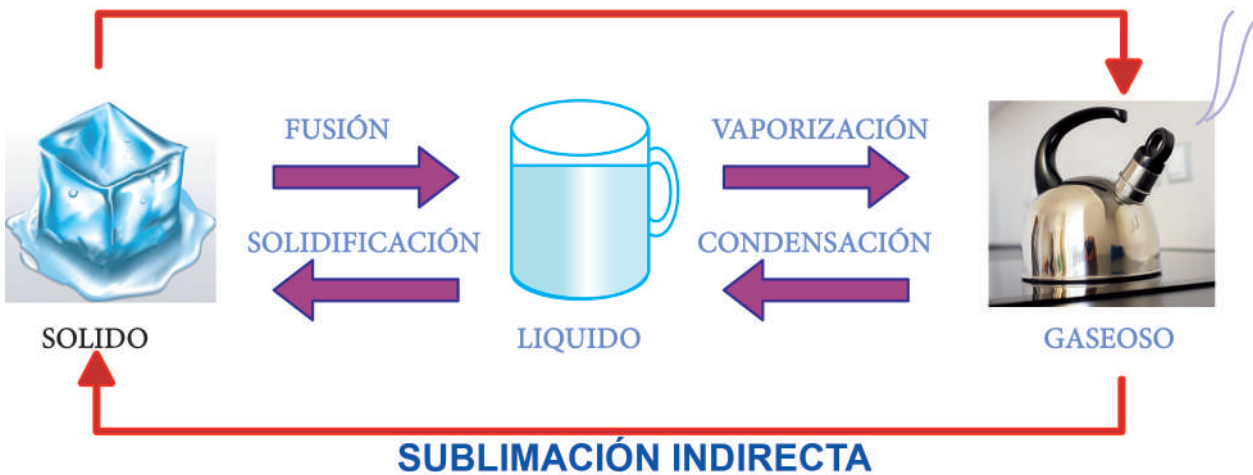 FUSIÓN
VAPORIZACIÓN
SOLIDIFICACIÓN
CONDENSACIÓN
SOLIDO
LIQUIDO
GASEOSO
SUBLIMACIÓN INDIRECTA